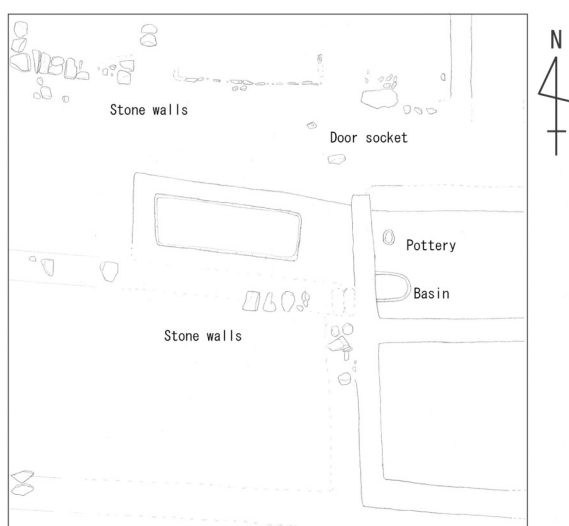 N
Stone walls
Door socket
Pottery
Basin
Stone walls